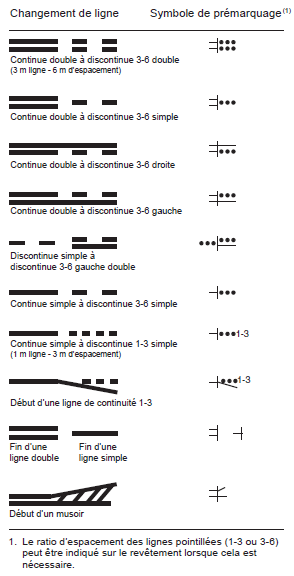 Changement de ligne
Symbole de prémarquage(1)
Continue double à discontinue 3-6 double
(3 m ligne - 6 m d'espacement)
Continue double à discontinue 3-6 simple
Continue double à discontinue 3-6 droite
Continue double à discontinue 3-6 gauche
Discontinue simple à
discontinue 3-6 gauche double
Continue simple à discontinue 3-6 simple
Continue simple à discontinue 1-3 simple
(1 m ligne - 3 m d'espacement)
1-3
Début d'une ligne de continuité 1-3
1-3
Fin d'une
ligne double
Fin d'une
ligne simple
Début d'un musoir
1. Le ratio d'espacement des lignes pointillées (1-3 ou 3-6)
peut être indiqué sur le revêtement lorsque cela est
nécessaire.